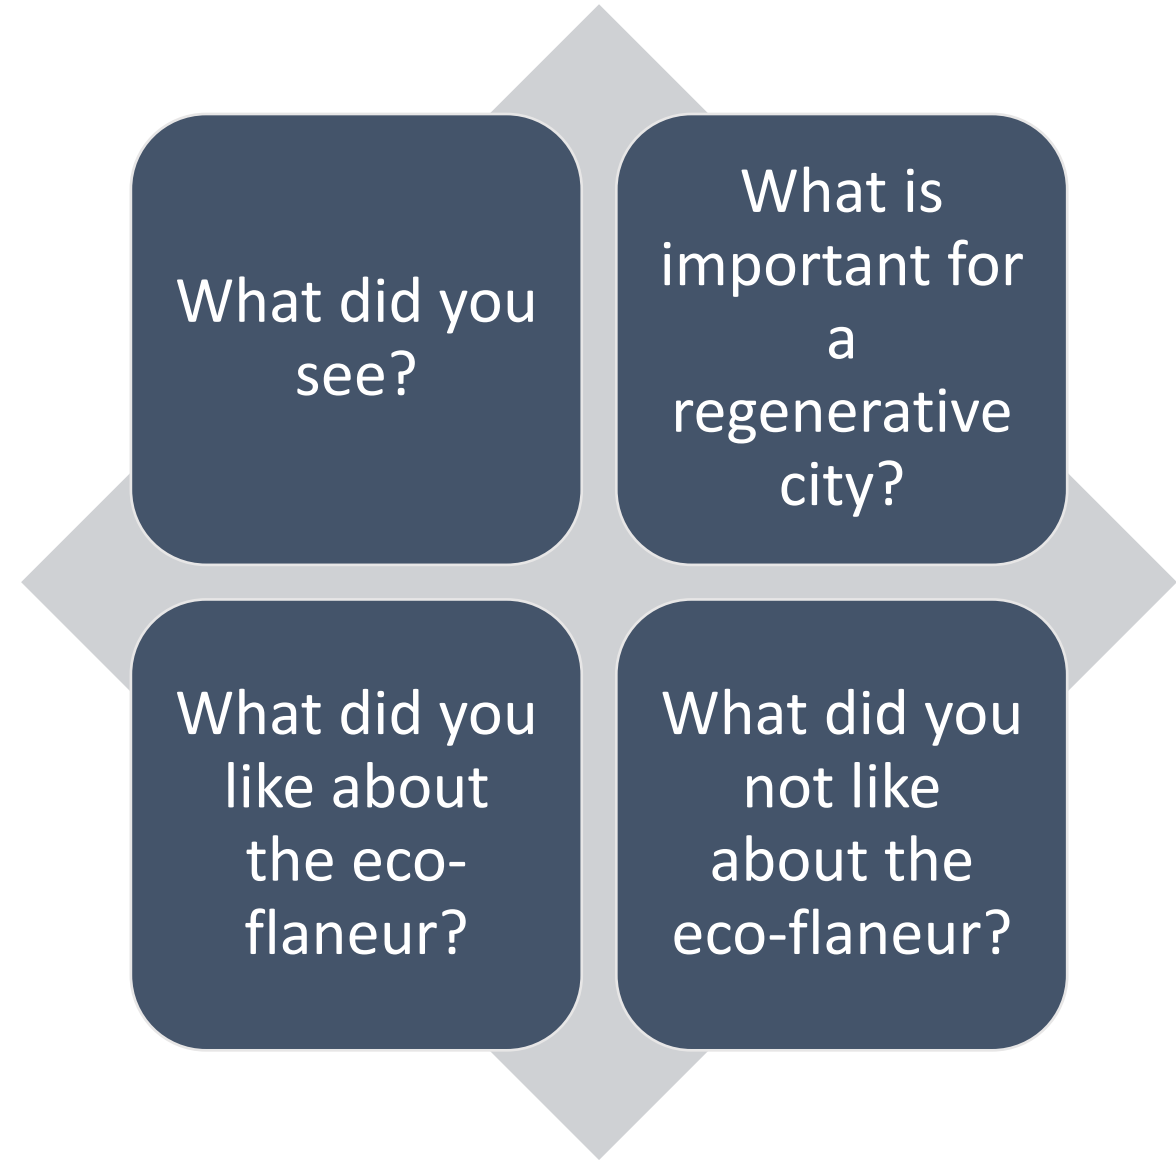 What did you
see?
What is
important for
a
regenerative
city?
What did you
like about
the eco-
flaneur?
What did you
not like
about the
eco-flaneur?